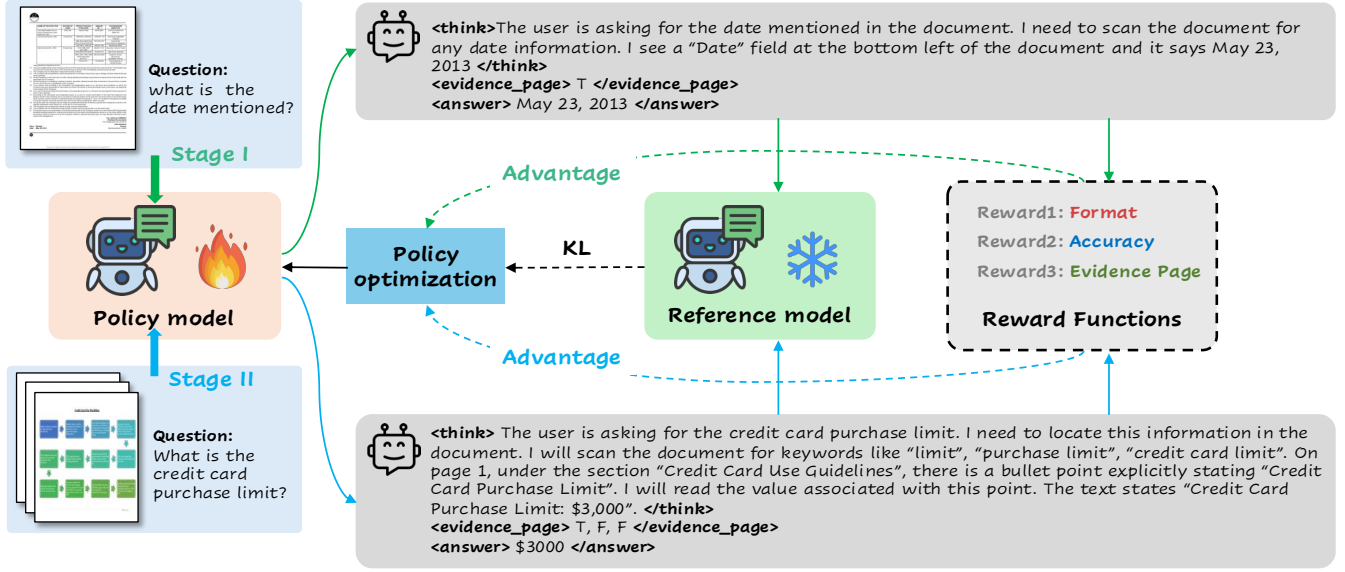 Question:
what is the
date mentioned?
Stage I
<think>The user is asking for the date mentioned in the document. I need to scan the document for
any date information. I see a “Date” field at the bottom left of the document and it says May 23,
2013 </think>
<evidence_page> T </evidence_page>
<answer> May 23, 2013 </answer>
Advantage
Policy model
Policy
optimization
KL
Reference model
Reward1: Format
Reward2: Accuracy
Reward3: Evidence Page
Reward Functions
Advantage
Stage II
Question:
What is the
credit card
purchase limit?
<think> The user is asking for the credit card purchase limit. I need to locate this information in the
document. I will scan the document for keywords like “limit”, “purchase limit”, “credit card limit”. On
page 1, under the section “Credit Card Use Guidelines”, there is a bullet point explicitly stating “Credit
Card Purchase Limit”. I will read the value associated with this point. The text states “Credit Card
Purchase Limit: $3,000”. </think>
<evidence_page> T, F, F </evidence_page>
<answer> $3000 </answer>